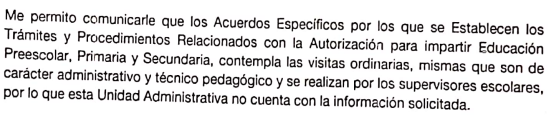 Me permito comunicarle que los Acuerdos Específicos por los que se Establecen los
Trámites y Procedimientos Relacionados con la Autorización para impartir Educación
Preescolar, Primaria y Secundaria, contempla las visitas ordinarias, mismas que son de
carácter administrativo y técnico pedagógico y se realizan por los supervisores escolares,
por lo que esta Unidad Administrativa no cuenta con la información solicitada.